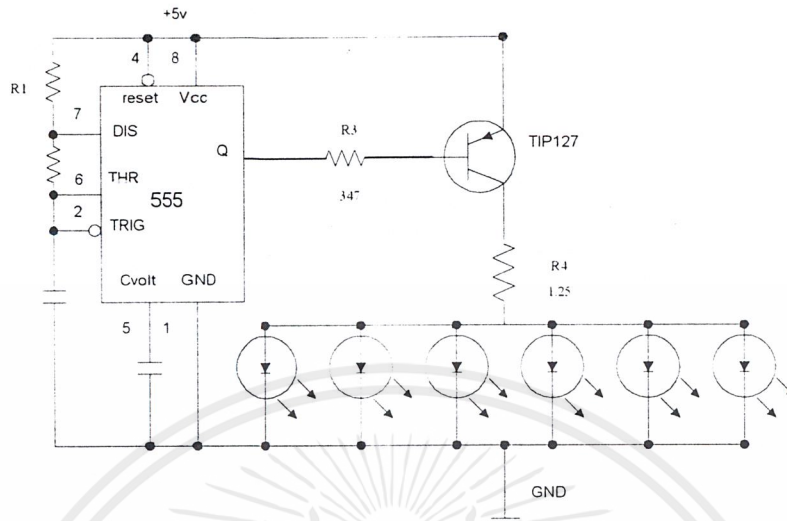 +5v
4 8
R1
reset Vcc
7
DIS
Q
R3
TIP127
6
THR
347
555
2
TRIG
R4
1.25
Cvolt GND
5 1
GND